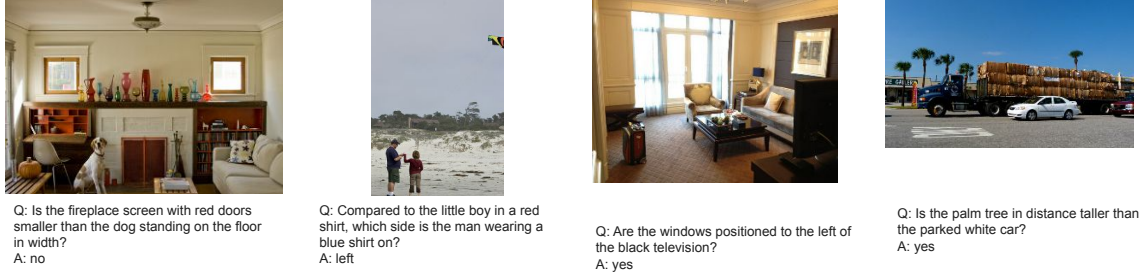 Q: Is the fireplace screen with red doors
smaller than the dog standing on the floor
in width?
A: no
Q: Compared to the little boy in a red
shirt, which side is the man wearing a
blue shirt on?
A: left
Q: Are the windows positioned to the left of
the black television?
A: yes
Q: Is the palm tree in distance taller than
the parked white car?
A: yes